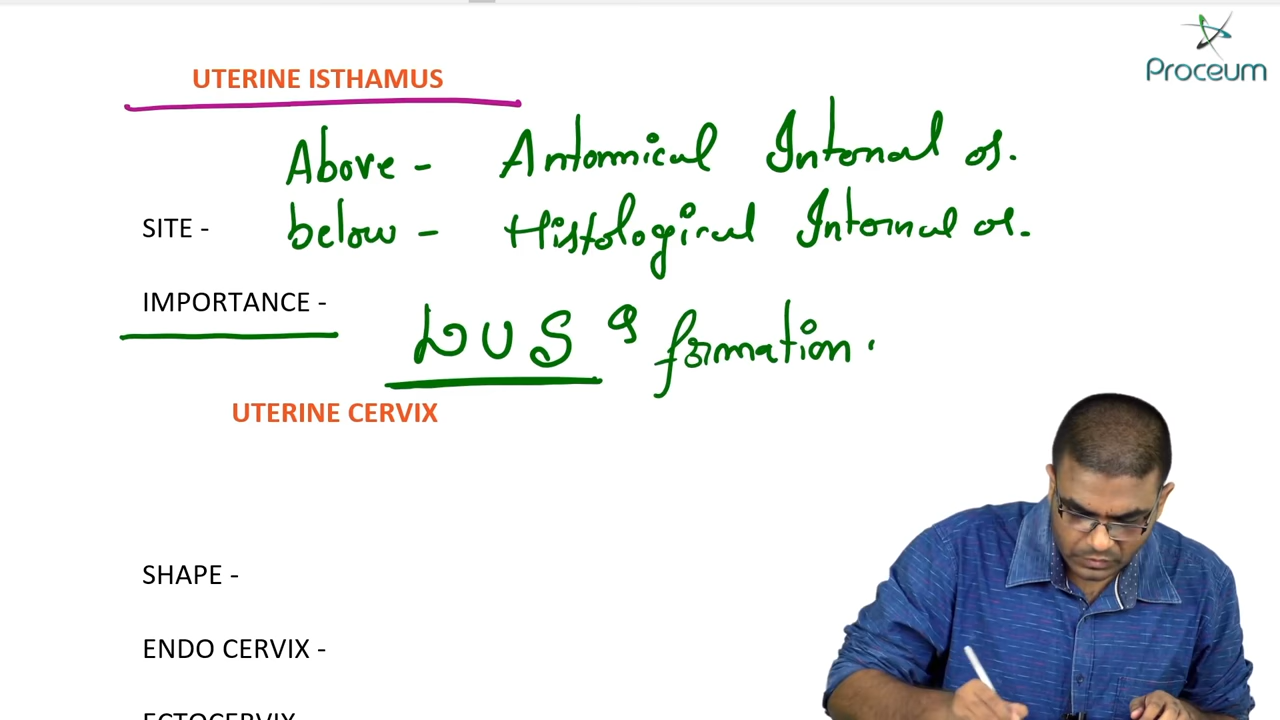 Proceum
UTERINE ISTHAMUS
Above - Antomical Internal os.
SITE - below - Histological Internal os.
IMPORTANCE -
LUS formation.
UTERINE CERVIX
SHAPE -
ENDO CERVIX -
ECTOCERVIX